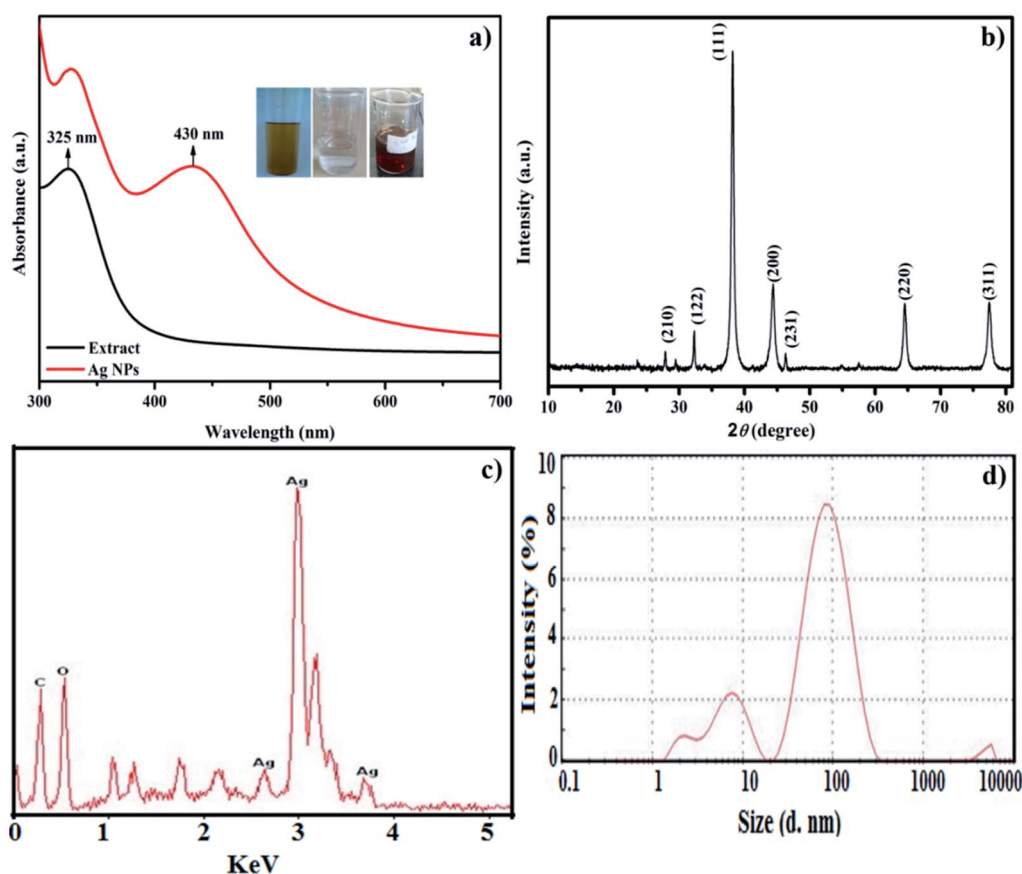 a)
325 nm
430 nm
Absorbance (a.u.)
Extract
Ag NPs
300
400
500
600
700
Wavelength (nm)
b)
(111)
(210)
(122)
(200)
(231)
(220)
(311)
Intensity (a.u.)
10
20
30
40
50
60
70
80
2θ (degree)
c)
Ag
C
O
Ag
Ag
0
1
2
3
4
5
KeV
d)
10
8
6
4
2
0
Intensity (%)
0.1
1
10
100
1000
10000
Size (d. nm)